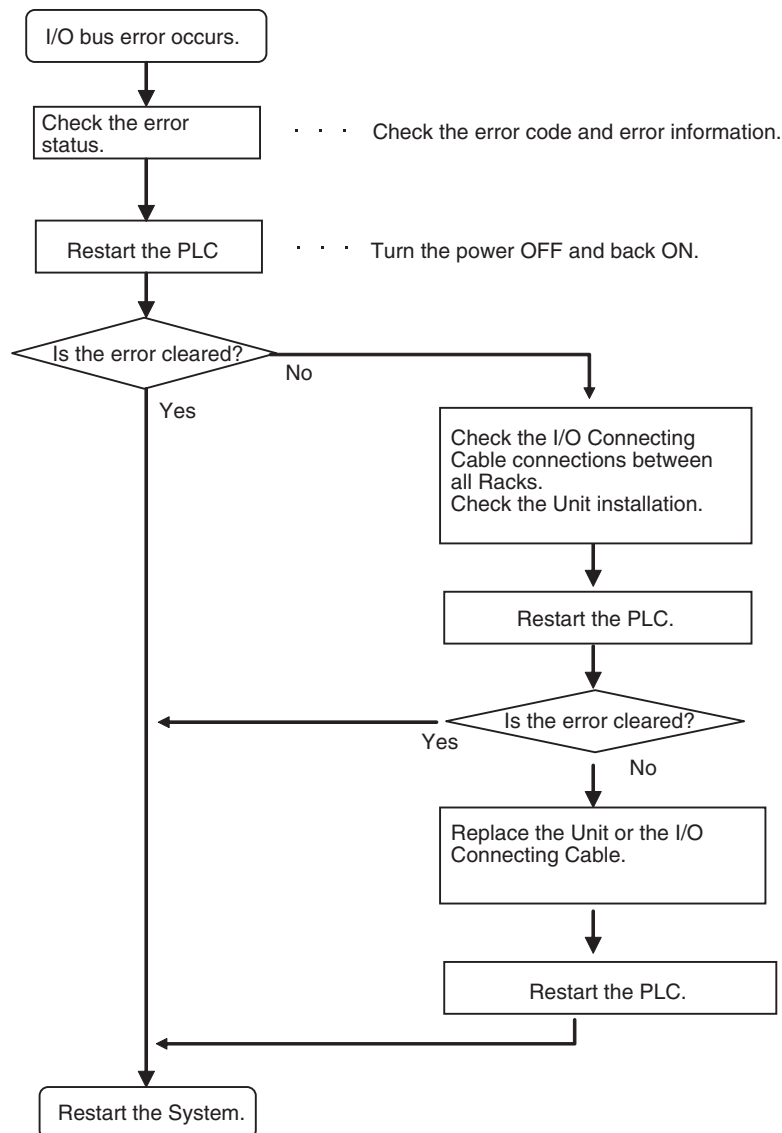 I/O bus error occurs.
Check the error
status.
· · · Check the error code and error information.
Restart the PLC
· · · Turn the power OFF and back ON.
Is the error cleared?
No
Yes
Check the I/O Connecting
Cable connections between
all Racks.
Check the Unit installation.
Restart the PLC.
Is the error cleared?
Yes
No
Replace the Unit or the I/O
Connecting Cable.
Restart the PLC.
Restart the System.